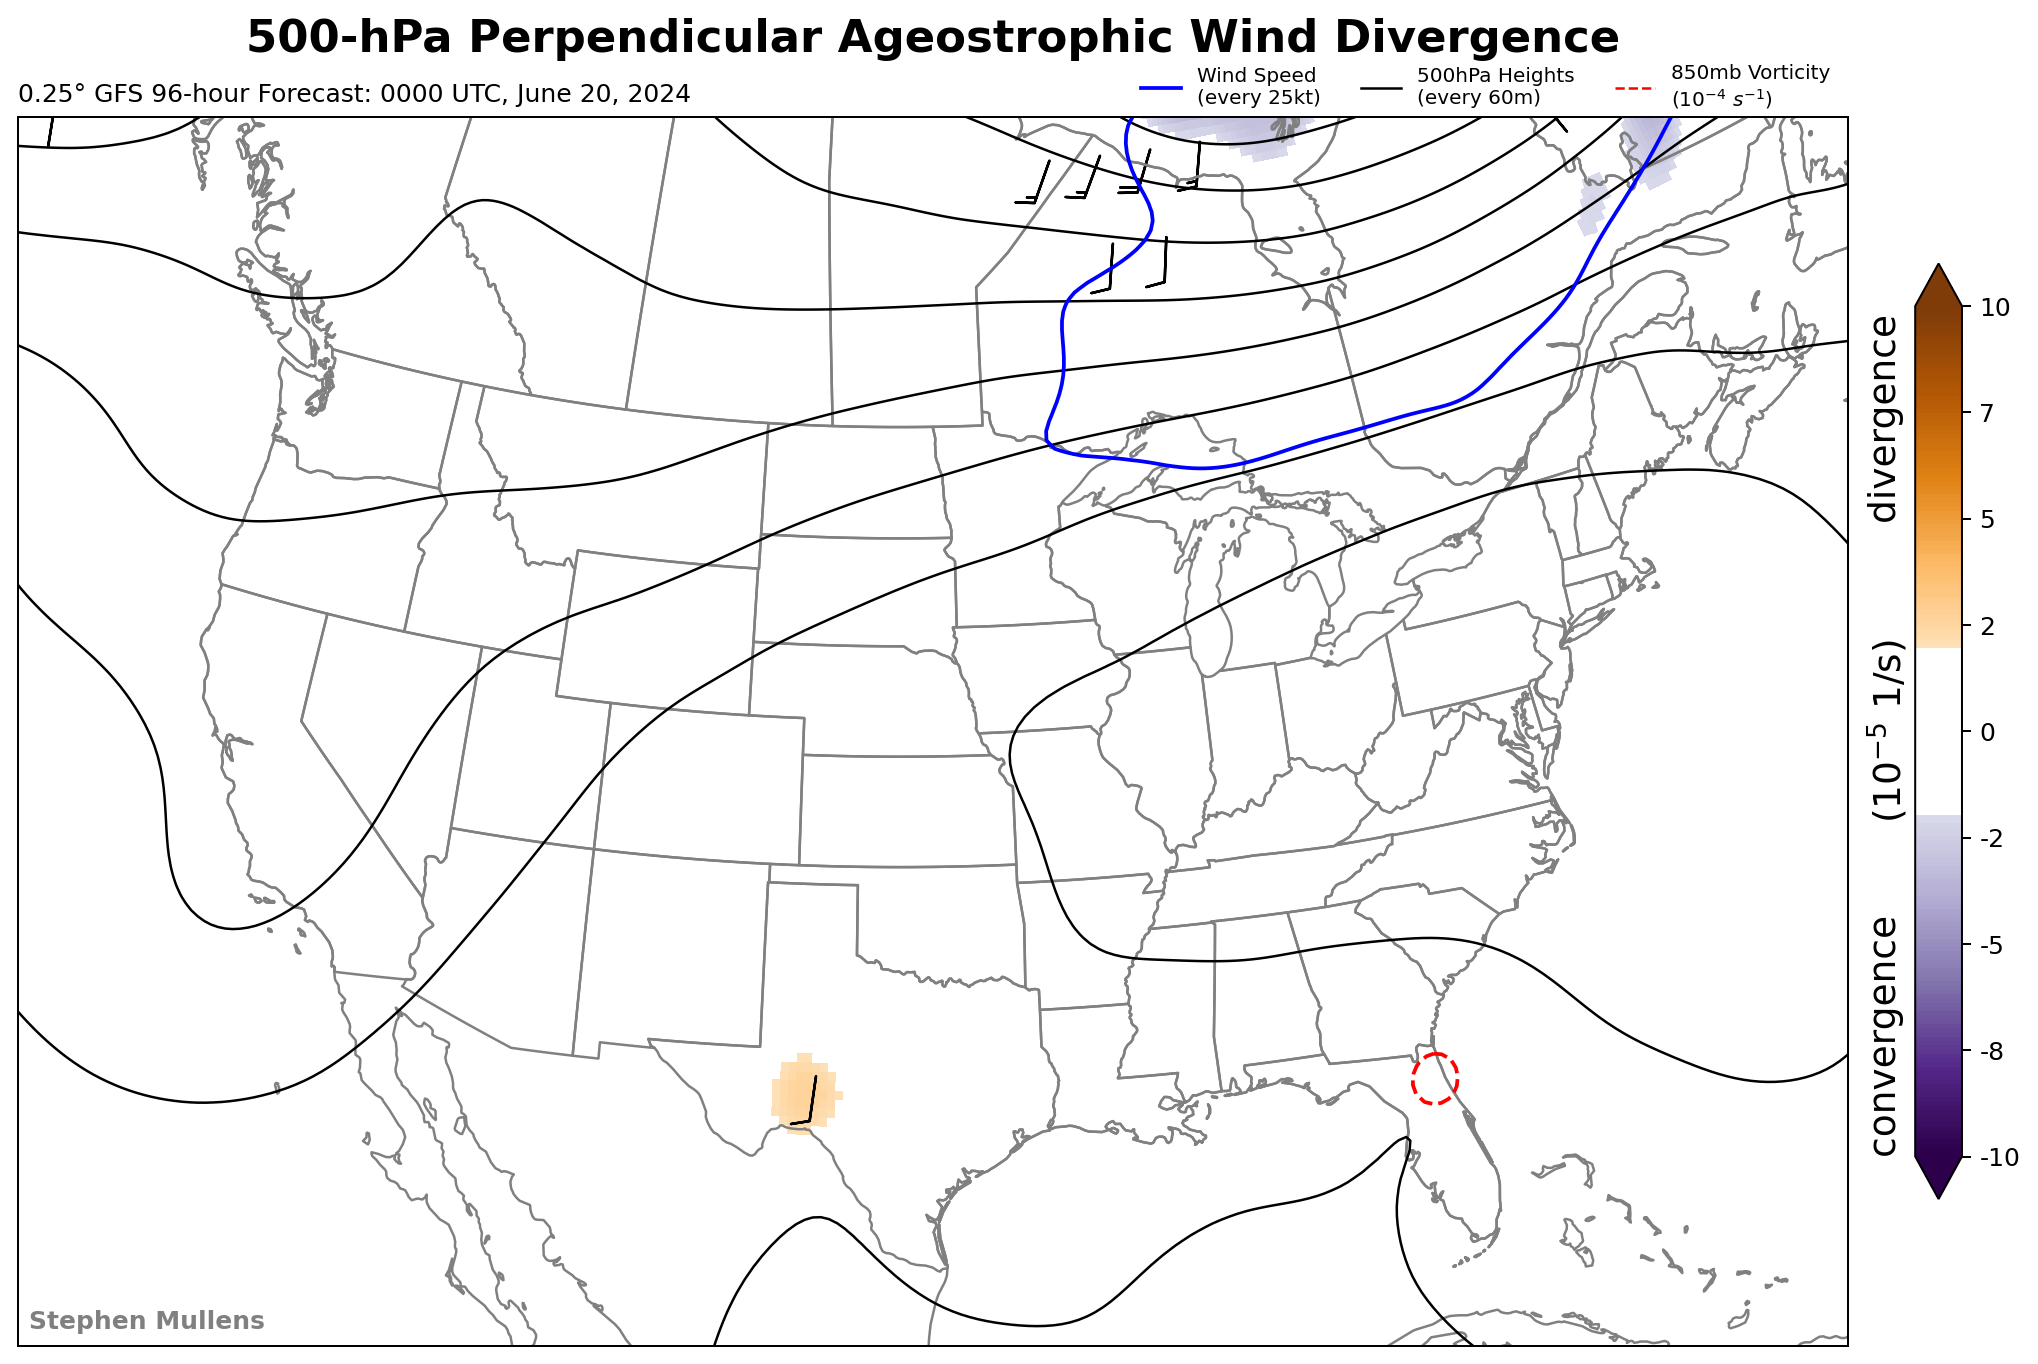 500-hPa Perpendicular Ageostrophic Wind Divergence
0.25° GFS 96-hour Forecast: 0000 UTC, June 20, 2024
Wind Speed
(every 25kt)
500hPa Heights
(every 60m)
850mb Vorticity
(10⁻⁴ s⁻¹)
10
7
5
2
0
-2
-5
-8
-10
convergence (10⁻⁵ 1/s) divergence
Stephen Mullens